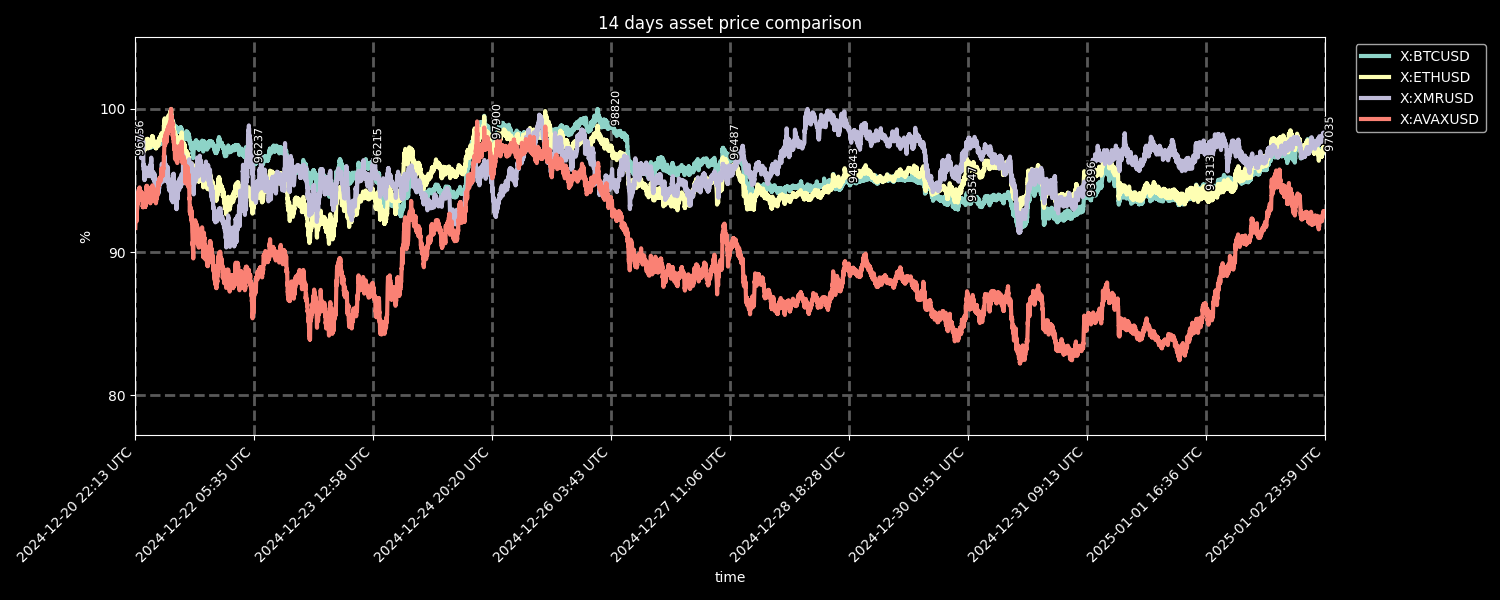 14 days asset price comparison
X:BTCUSD
X:ETHUSD
X:XMRUSD
X:AVAXUSD
100
90
80
%
96756
96237
96215
97900
98820
96487
94843
93547
93896
94313
97035
2024-12-20 22:13 UTC
2024-12-22 05:35 UTC
2024-12-23 12:58 UTC
2024-12-24 20:20 UTC
2024-12-26 03:43 UTC
2024-12-27 11:06 UTC
2024-12-28 18:28 UTC
2024-12-30 01:51 UTC
2024-12-31 09:13 UTC
2025-01-01 16:36 UTC
2025-01-02 23:59 UTC
time